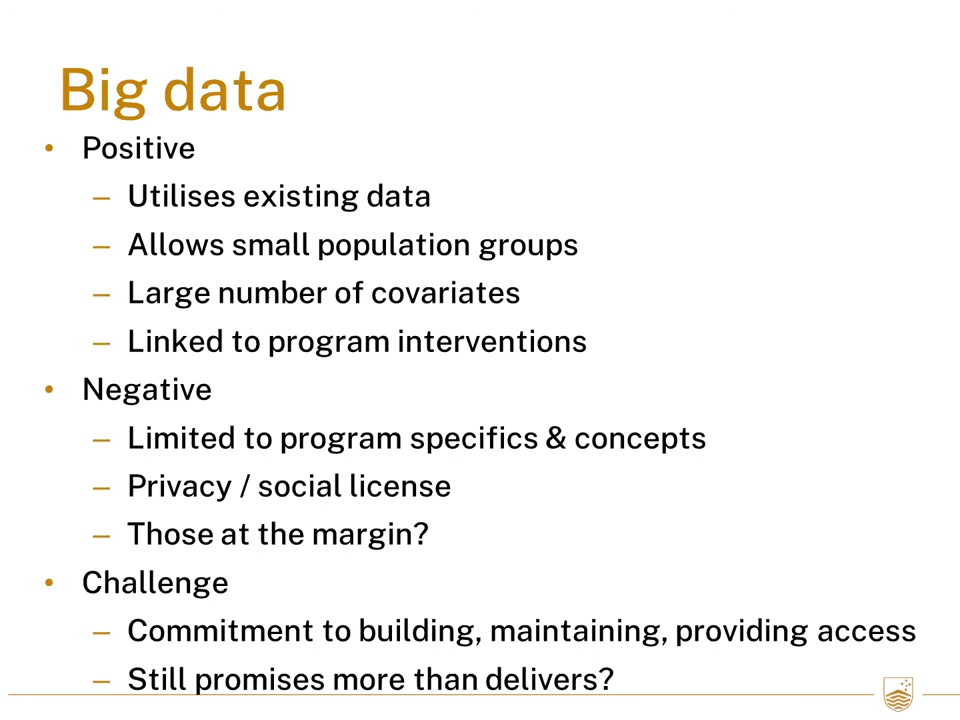 Big data
• Positive
– Utilises existing data
– Allows small population groups
– Large number of covariates
– Linked to program interventions
• Negative
– Limited to program specifics & concepts
– Privacy / social license
– Those at the margin?
• Challenge
– Commitment to building, maintaining, providing access
– Still promises more than delivers?